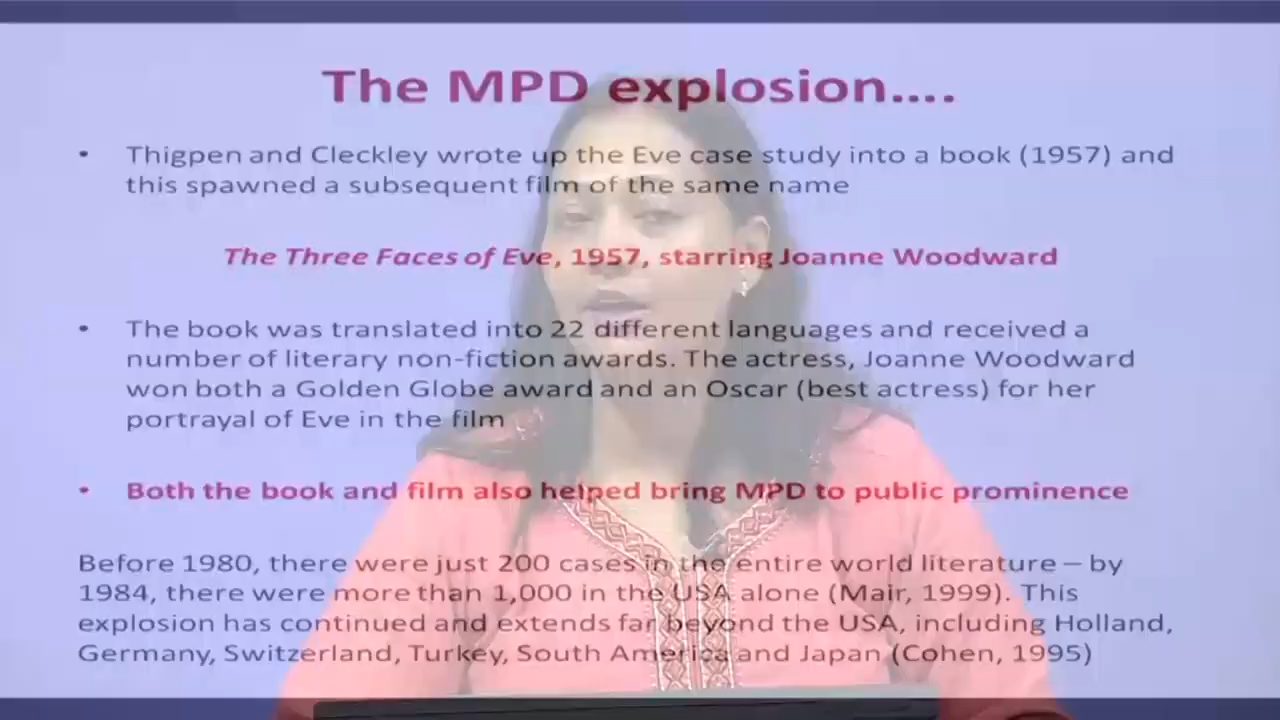 The MPD explosion....
• Thigpen and Cleckley wrote up the Eve case study into a book (1957) and
this spawned a subsequent film of the same name
The Three Faces of Eve, 1957, starring Joanne Woodward
• The book was translated into 22 different languages and received a
number of literary non-fiction awards. The actress, Joanne Woodward
won both a Golden Globe award and an Oscar (best actress) for her
portrayal of Eve in the film
• Both the book and film also helped bring MPD to public prominence
Before 1980, there were just 200 cases in the entire world literature – by
1984, there were more than 1,000 in the USA alone (Mair, 1999). This
explosion has continued and extends far beyond the USA, including Holland,
Germany, Switzerland, Turkey, South America and Japan (Cohen, 1995)